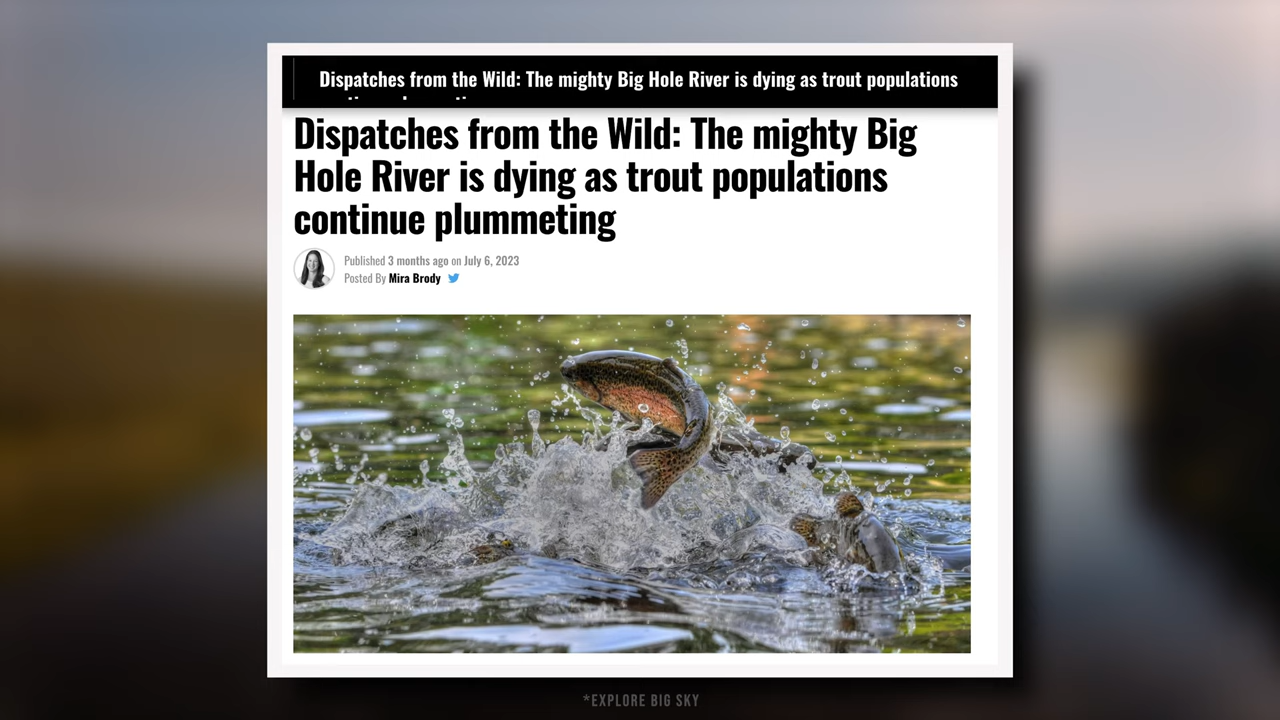 Dispatches from the Wild: The mighty Big Hole River is dying as trout populations
Dispatches from the Wild: The mighty Big
Hole River is dying as trout populations
continue plummeting
Published 3 months ago on July 6, 2023
Posted By Mira Brody
*EXPLORE BIG SKY